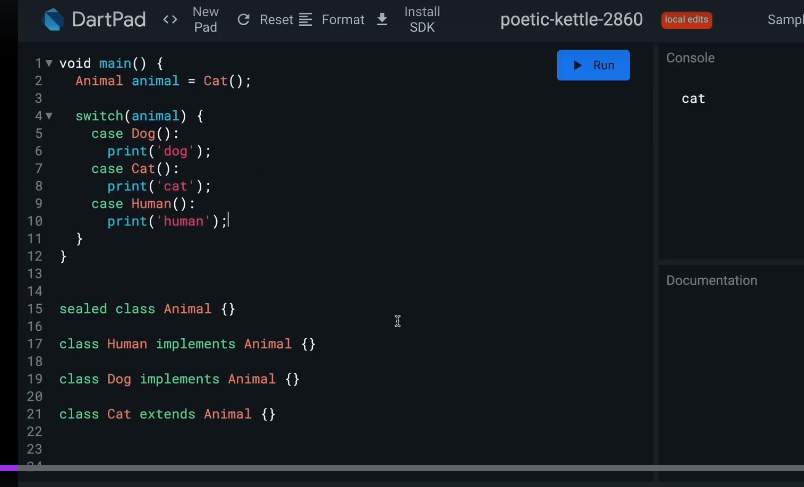 DartPad <> New Pad Reset Format Install SDK poetic-kettle-2860 local edits Sampl
Run
Console
cat
1 void main() {
2 Animal animal = Cat();
3
4 switch(animal) {
5 case Dog():
6 print('dog');
7 case Cat():
8 print('cat');
9 case Human():
10 print('human');
11 }
12 }
13
14
15 sealed class Animal {}
16
17 class Human implements Animal {}
18
19 class Dog implements Animal {}
20
21 class Cat extends Animal {}
22
23
24
Documentation